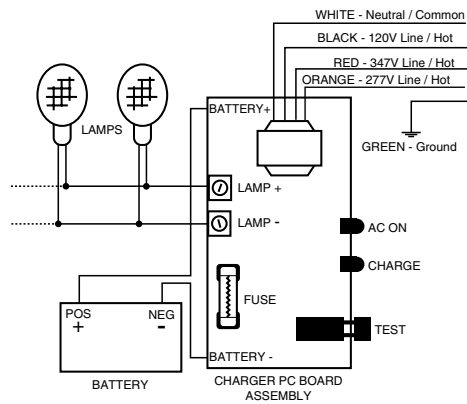 WHITE - Neutral / Common
BLACK - 120V Line / Hot
RED - 347V Line / Hot
ORANGE - 277V Line / Hot
BATTERY+
LAMPS
GREEN - Ground
LAMP +
LAMP -
AC ON
CHARGE
FUSE
POS
+
NEG
-
TEST
BATTERY -
BATTERY
CHARGER PC BOARD
ASSEMBLY